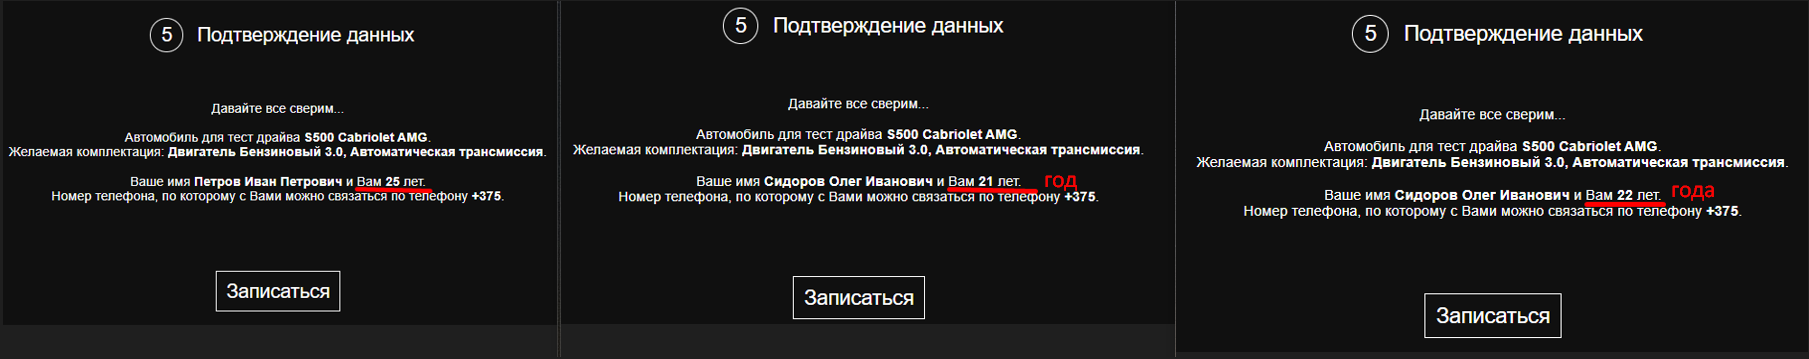 5 Подтверждение данных
Давайте все сверим...
Автомобиль для тест драйва S500 Cabriolet AMG.
Желаемая комплектация: Двигатель Бензиновый 3.0, Автоматическая трансмиссия.
Ваше имя Петров Иван Петрович и Вам 25 лет.
Номер телефона, по которому с Вами можно связаться по телефону +375.
Записаться
5 Подтверждение данных
Давайте все сверим...
Автомобиль для тест драйва S500 Cabriolet AMG.
Желаемая комплектация: Двигатель Бензиновый 3.0, Автоматическая трансмиссия.
Ваше имя Сидоров Олег Иванович и Вам 21 лет. год
Номер телефона, по которому с Вами можно связаться по телефону +375.
Записаться
5 Подтверждение данных
Давайте все сверим...
Автомобиль для тест драйва S500 Cabriolet AMG.
Желаемая комплектация: Двигатель Бензиновый 3.0, Автоматическая трансмиссия.
Ваше имя Сидоров Олег Иванович и Вам 22 лет. года
Номер телефона, по которому с Вами можно связаться по телефону +375.
Записаться